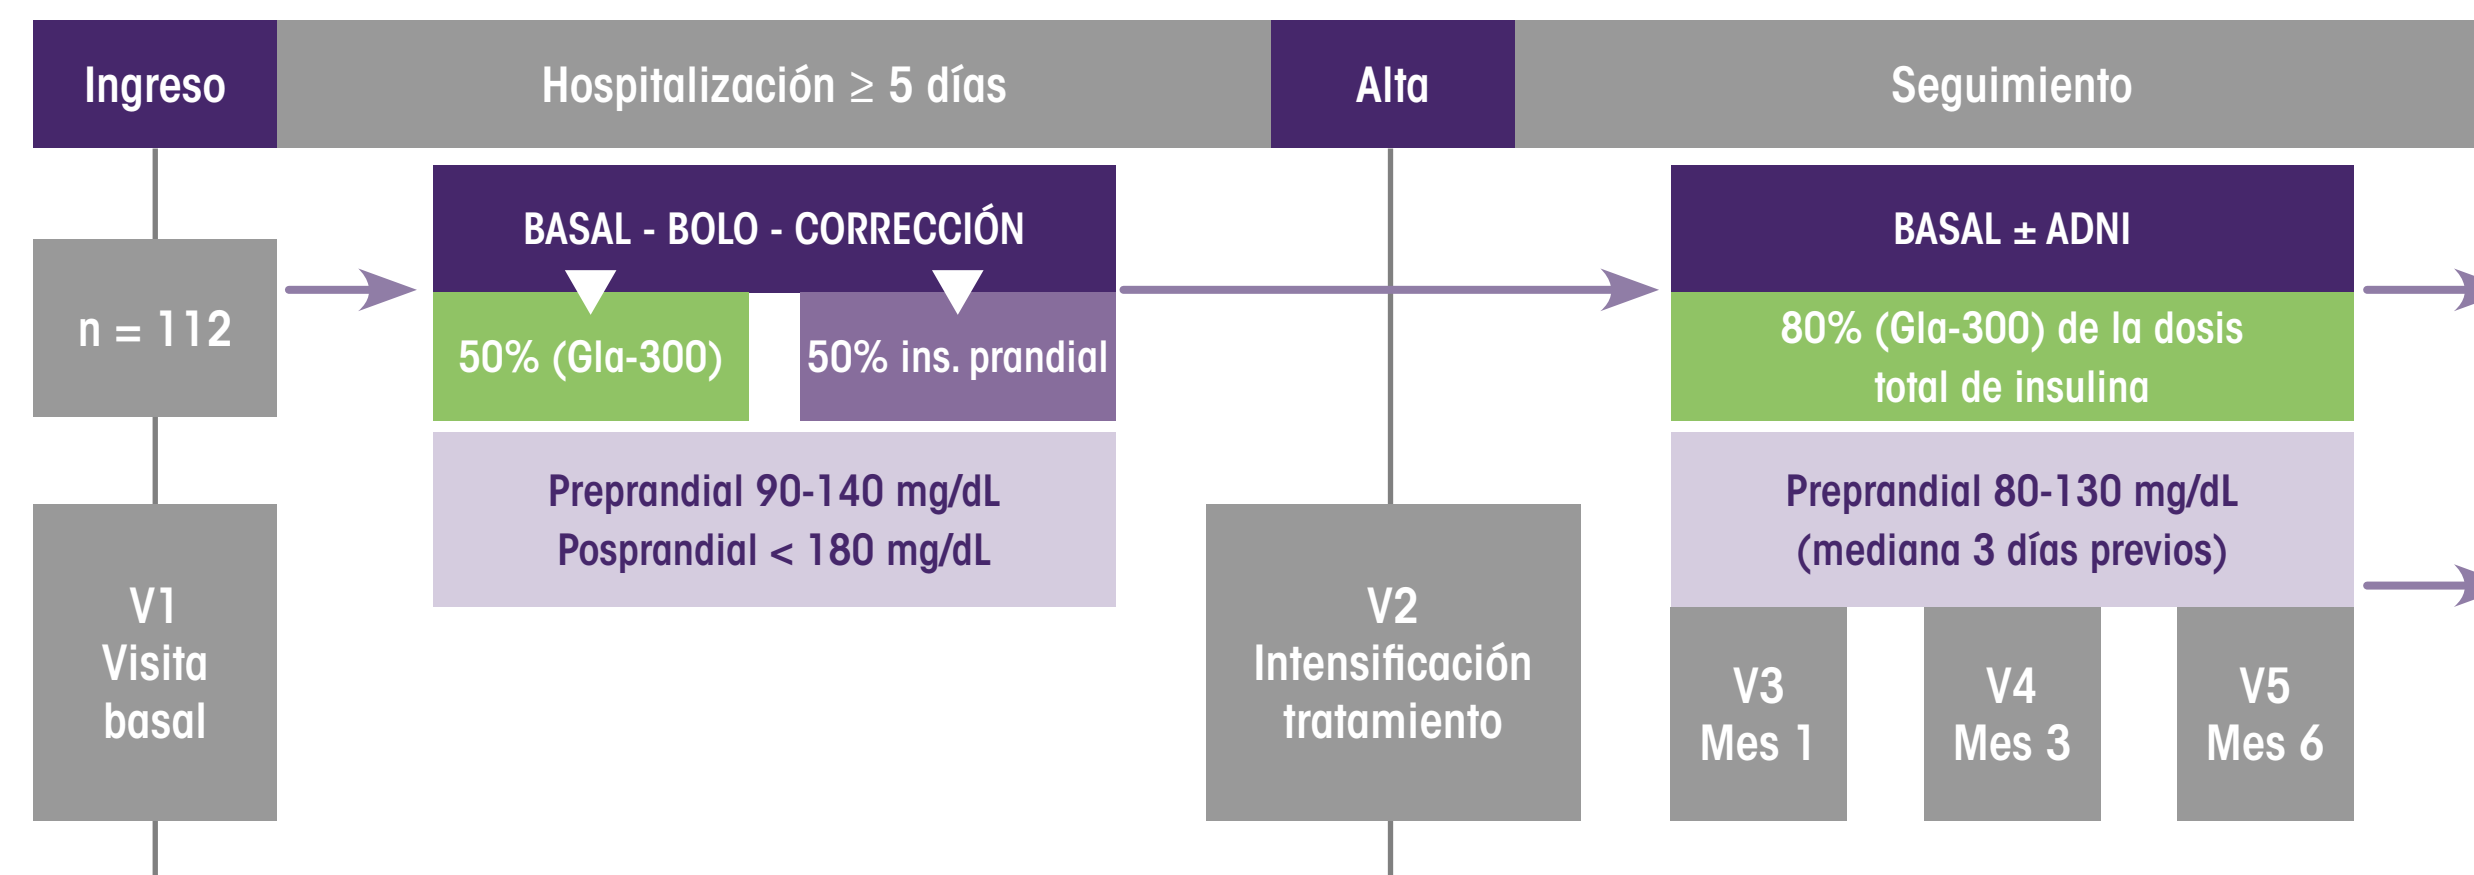 Ingreso
Hospitalización ≥ 5 días
Alta
Seguimiento
n = 112
BASAL - BOLO - CORRECCIÓN
50% (Gla-300)
50% ins. prandial
Preprandial 90-140 mg/dL
Posprandial < 180 mg/dL
BASAL ± ADNI
80% (Gla-300) de la dosis
total de insulina
Preprandial 80-130 mg/dL
(mediana 3 días previos)
V1
Visita
basal
V2
Intensificación
tratamiento
V3
Mes 1
V4
Mes 3
V5
Mes 6